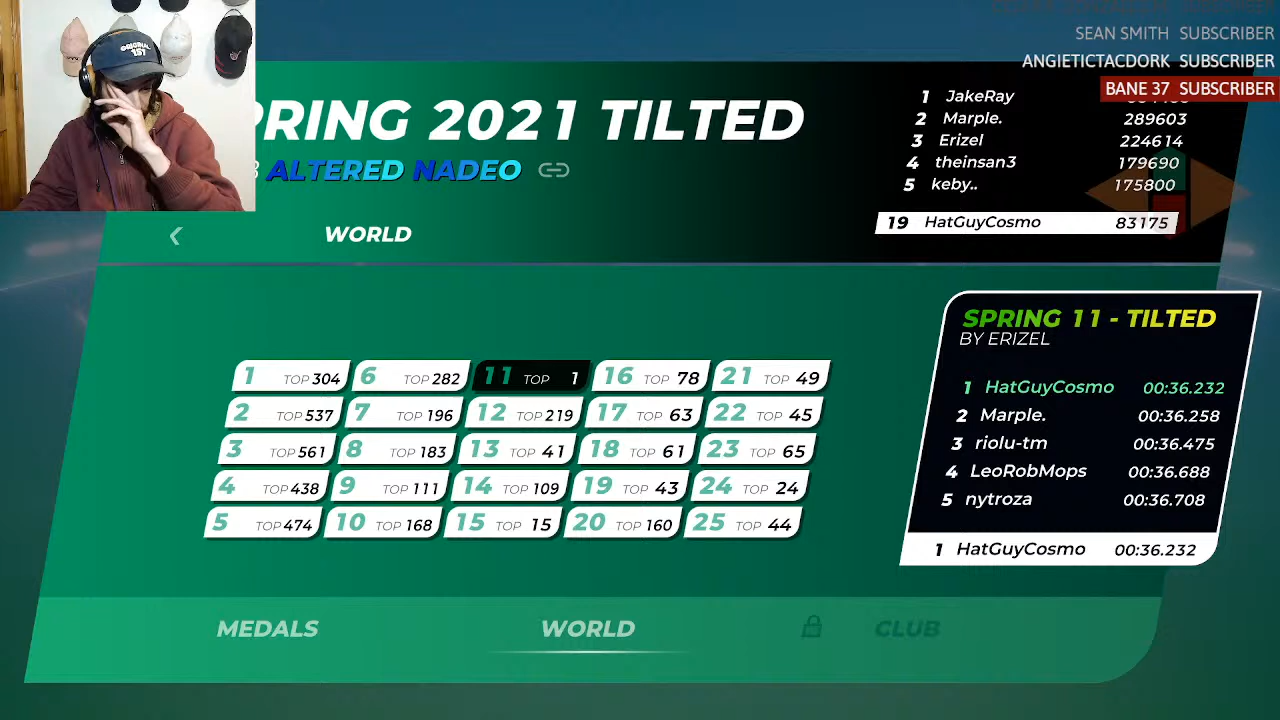 SEAN SMITH SUBSCRIBER
ANGIETICTACDORK SUBSCRIBER
BANE 37 SUBSCRIBER
ORIGINAL
151
PRING 2021 TILTED
ALTERED NADEO
1 JakeRay
2 Marple. 289603
3 Erizel 224614
4 theinsan3 179690
5 keby.. 175800
19 HatGuyCosmo 83175
WORLD
1 TOP 304 6 TOP 282 11 TOP 1 16 TOP 78 21 TOP 49
2 TOP 537 7 TOP 196 12 TOP 219 17 TOP 63 22 TOP 45
3 TOP 561 8 TOP 183 13 TOP 41 18 TOP 61 23 TOP 65
4 TOP 438 9 TOP 111 14 TOP 109 19 TOP 43 24 TOP 24
5 TOP 474 10 TOP 168 15 TOP 15 20 TOP 160 25 TOP 44
SPRING 11 - TILTED
BY ERIZEL
1 HatGuyCosmo 00:36.232
2 Marple. 00:36.258
3 riolu-tm 00:36.475
4 LeoRobMops 00:36.688
5 nytroza 00:36.708
1 HatGuyCosmo 00:36.232
MEDALS
WORLD
CLUB